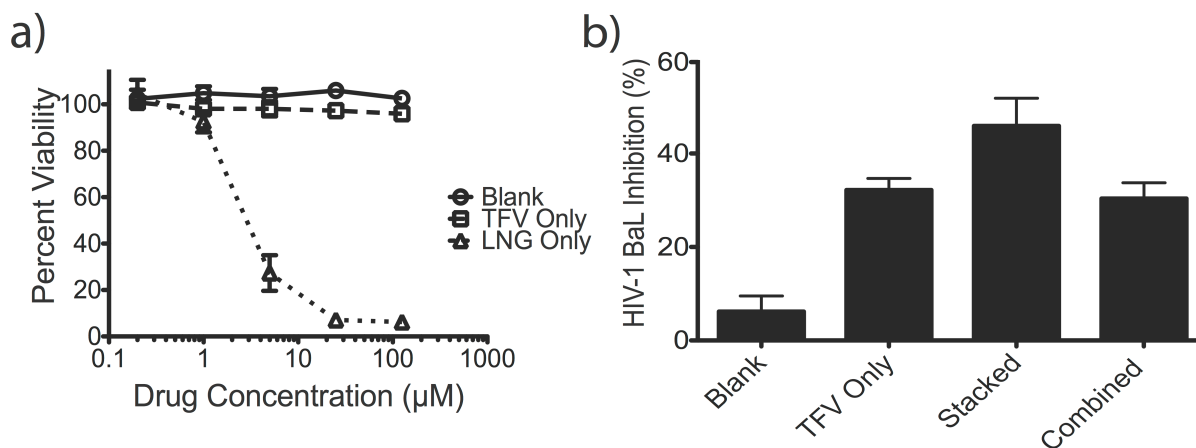 a)
Percent Viability
100
80
60
40
20
0
0.1 1 10 100 1000
Drug Concentration (µM)
Blank
TFV Only
LNG Only
b)
HIV-1 BaL Inhibition (%)
60
40
20
0
Blank
TFV Only
Stacked
Combined